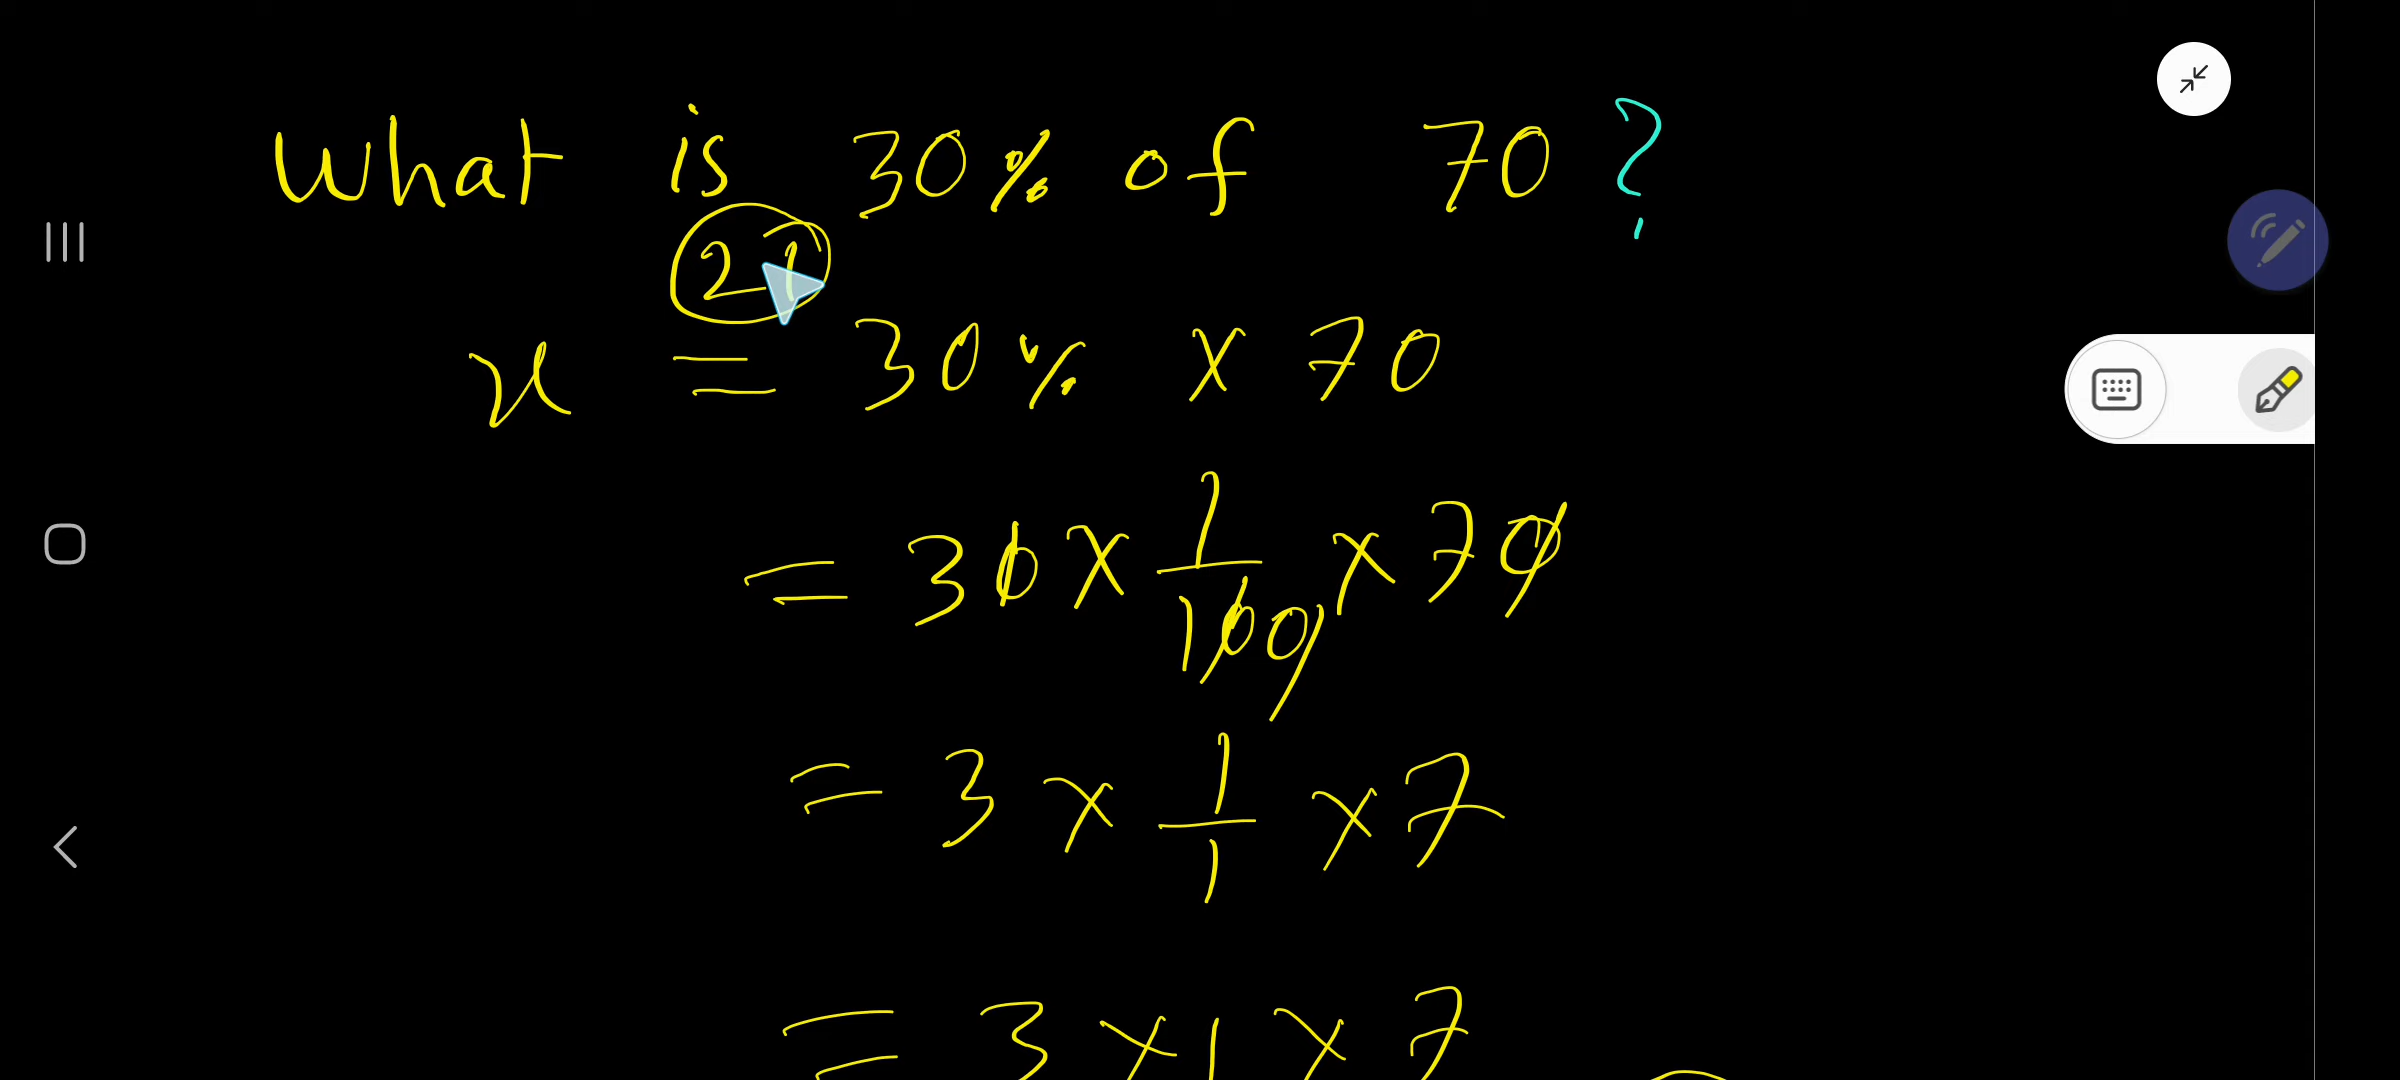 What is 30% of 70?
21
x = 30% × 70
= 30 × 1/100 × 70
= 3 × 1/1 × 7
= 3 × 1 × 7